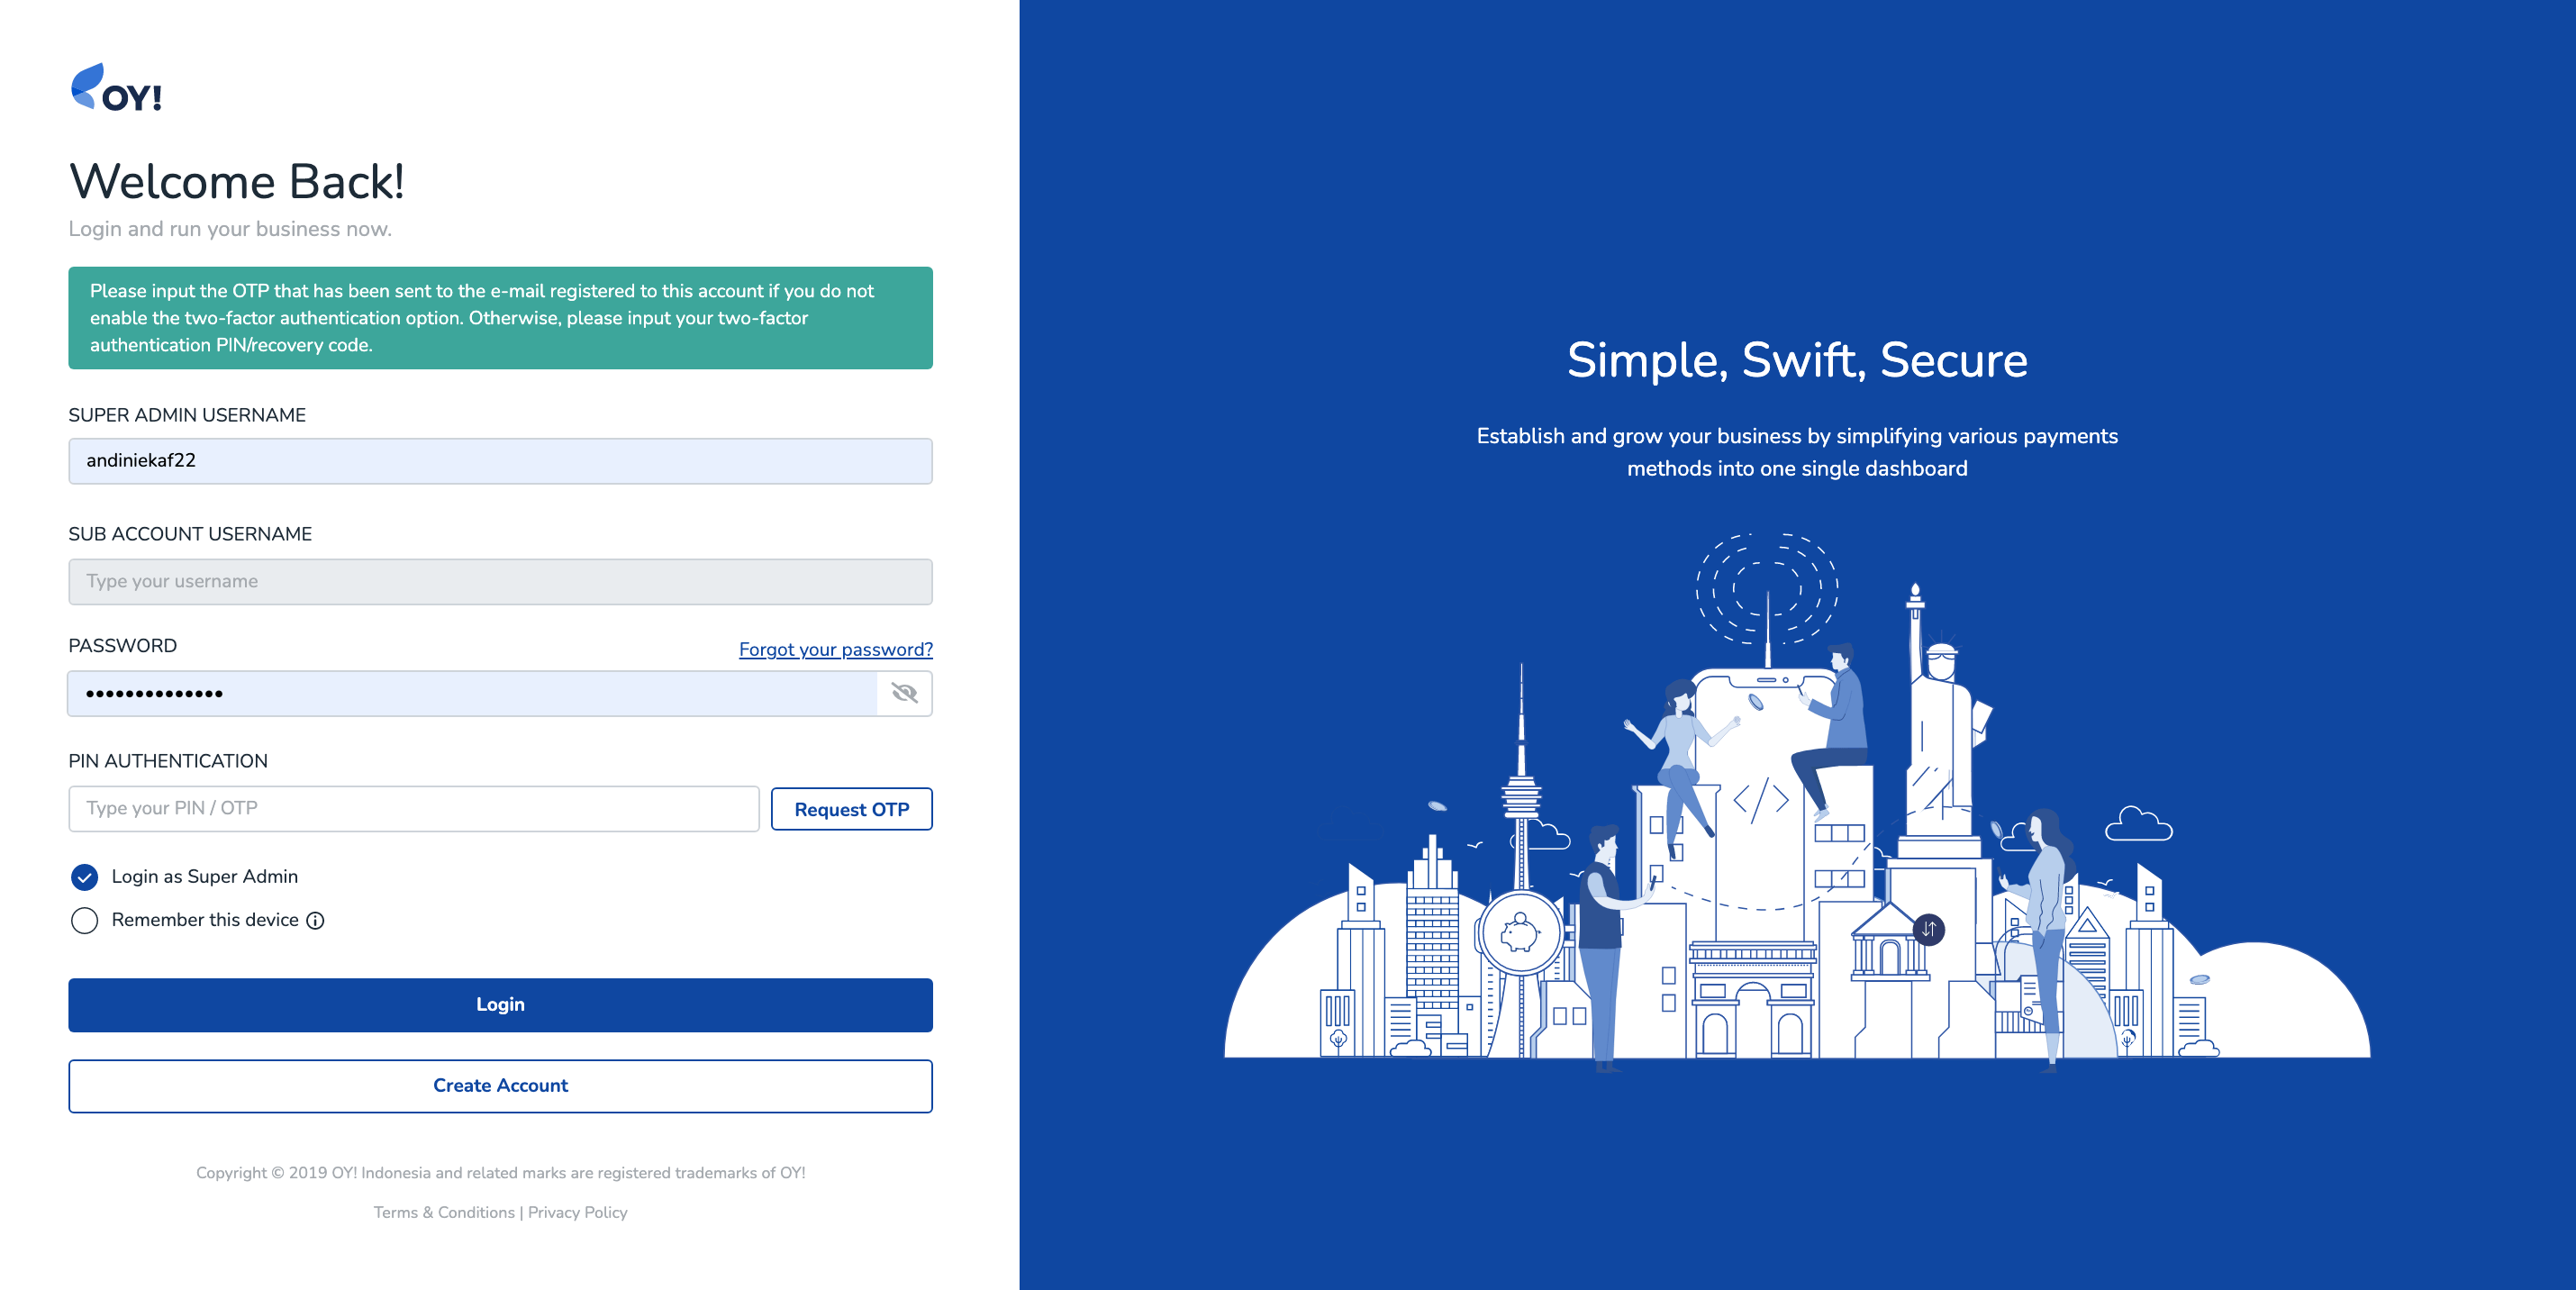 OY!
Welcome Back!
Login and run your business now.
Please input the OTP that has been sent to the e-mail registered to this account if you do not
enable the two-factor authentication option. Otherwise, please input your two-factor
authentication PIN/recovery code.
SUPER ADMIN USERNAME
andiniekaf22
SUB ACCOUNT USERNAME
Type your username
PASSWORD
Forgot your password?
••••••••••••••
PIN AUTHENTICATION
Type your PIN / OTP
Request OTP
Login as Super Admin
Remember this device
Login
Create Account
Copyright © 2019 OY! Indonesia and related marks are registered trademarks of OY!
Terms & Conditions | Privacy Policy
Simple, Swift, Secure
Establish and grow your business by simplifying various payments
methods into one single dashboard
</>